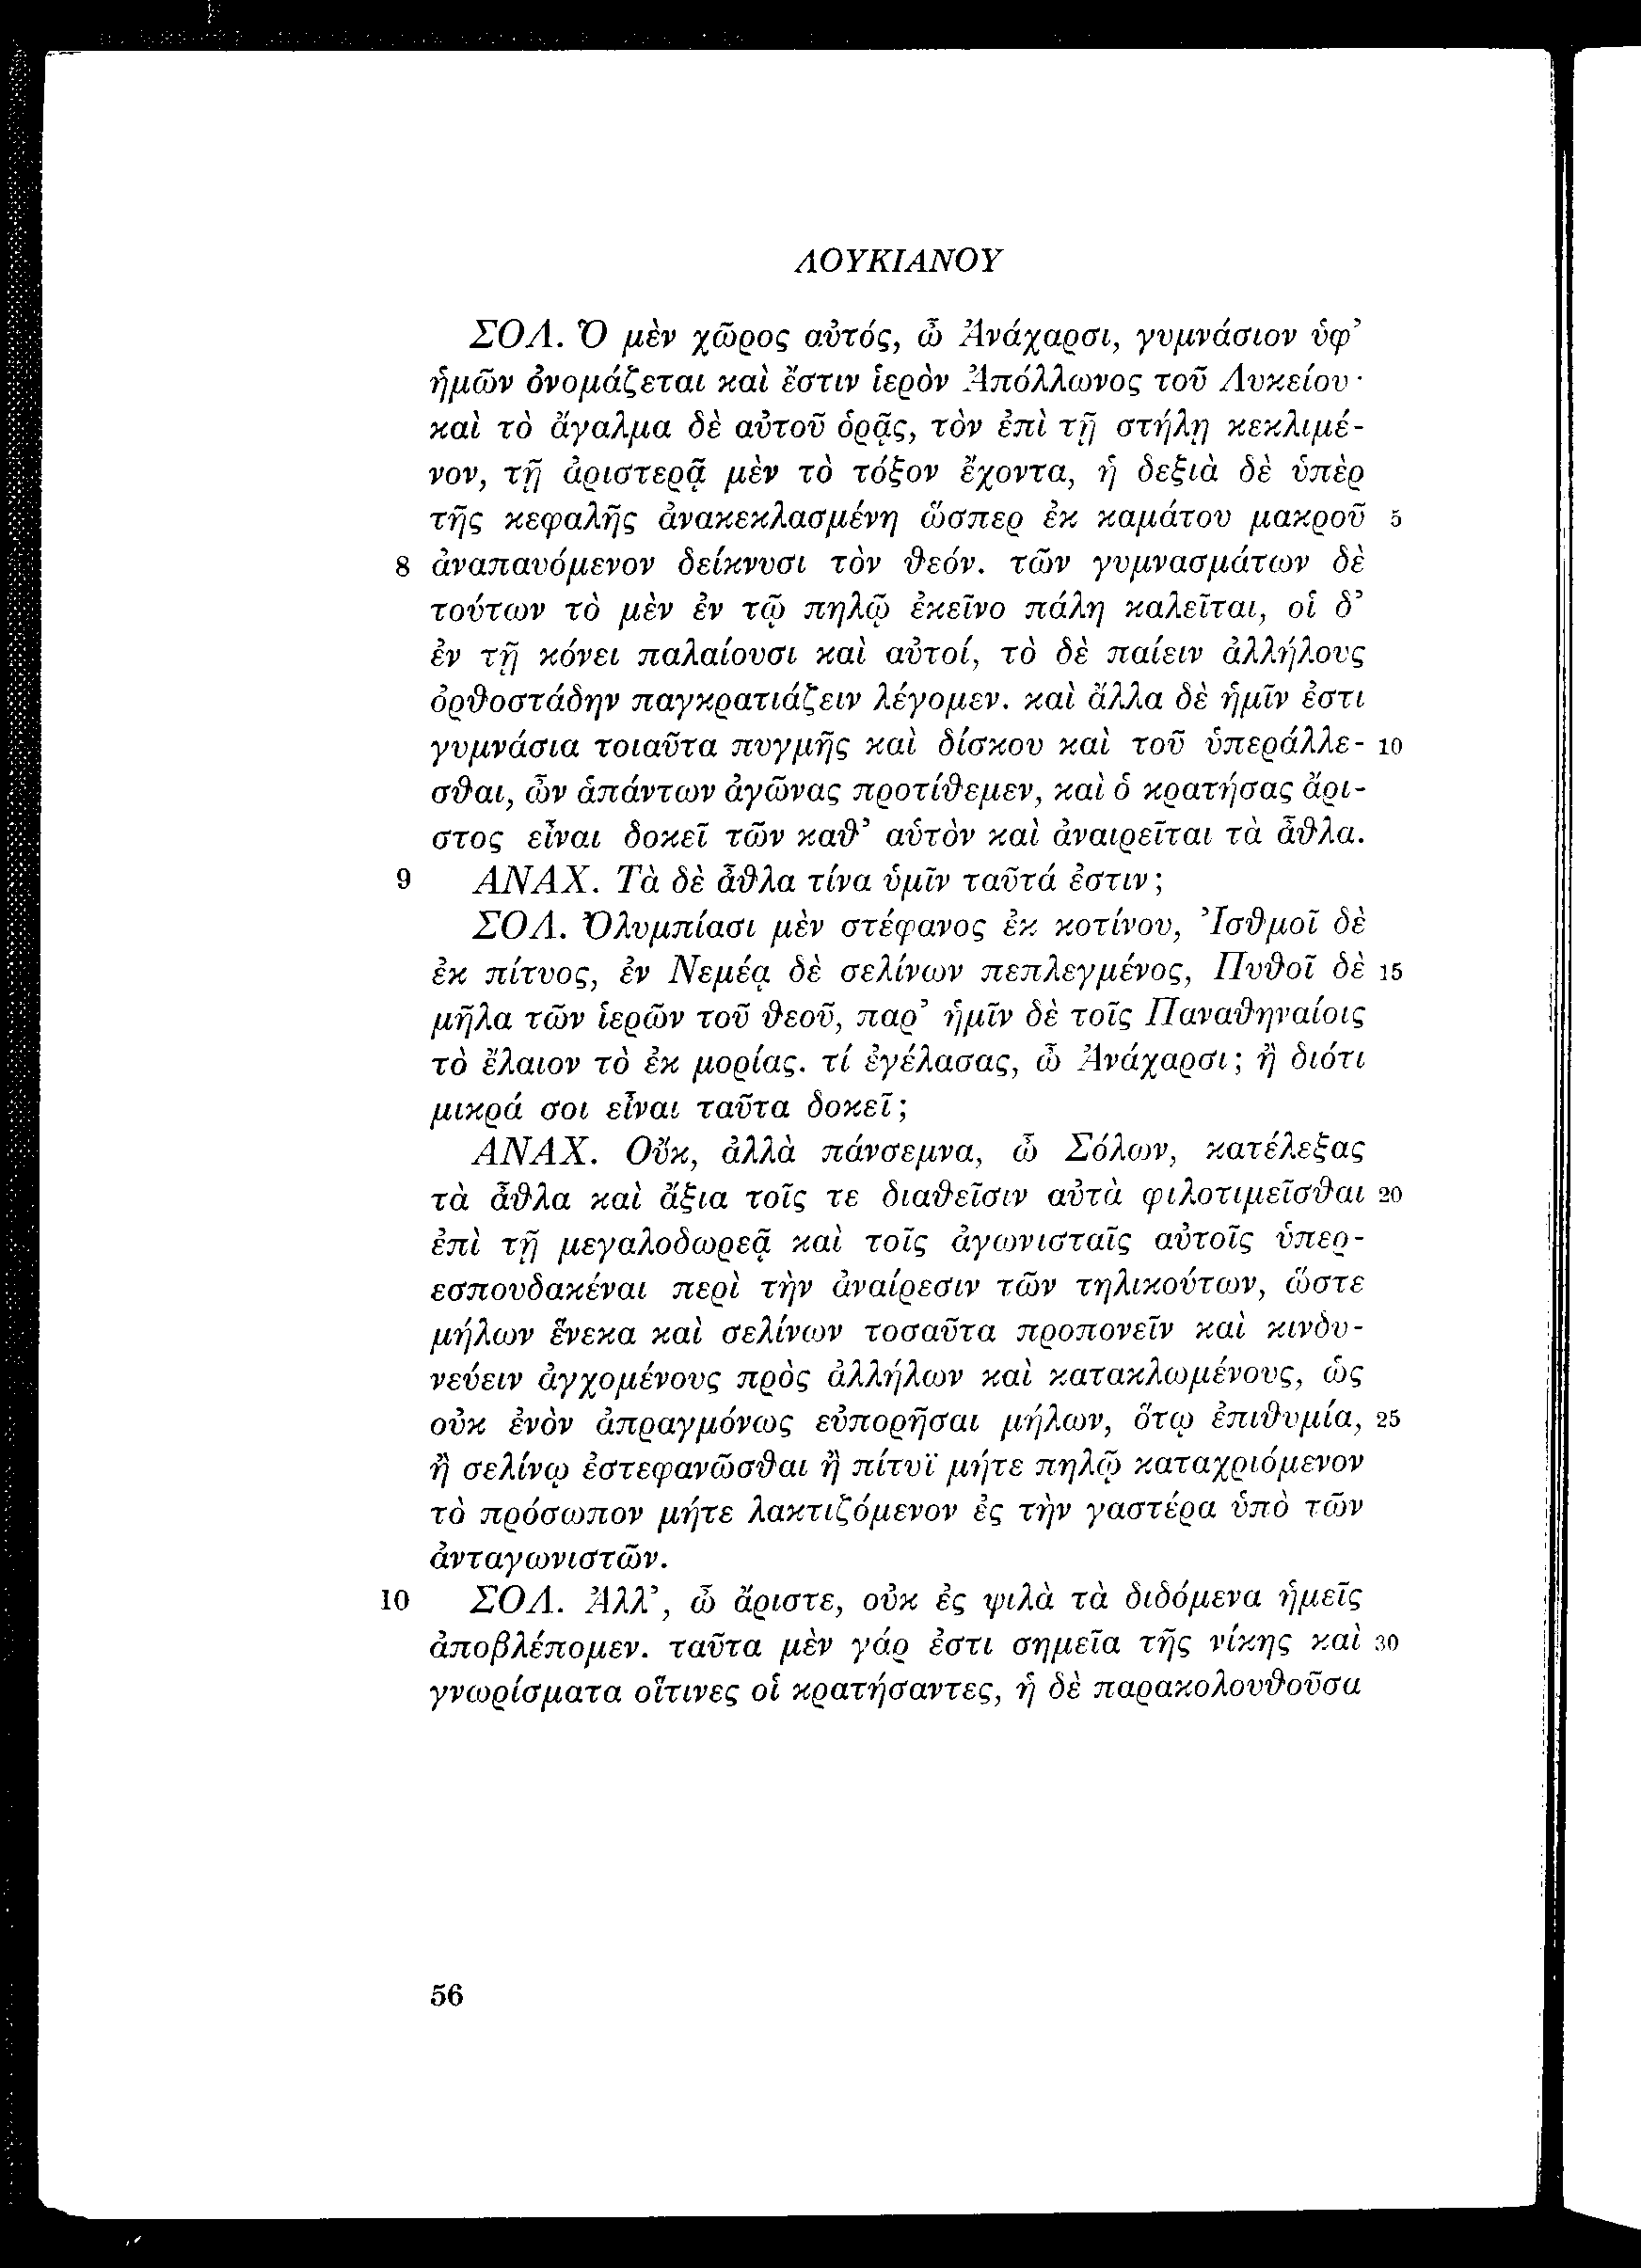 ΛΟΥΚΙΑΝΟΥ
ΣΟΛ. Ὁ μὲν χῶρος αὐτός, ὦ Ἀνάχαρσι, γυμνάσιον ὑφ’
ἡμῶν ὀνομάζεται καὶ ἔστιν ἱερὸν Ἀπόλλωνος τοῦ Λυκείου·
καὶ τὸ ἄγαλμα δὲ αὐτοῦ ὁρᾷς, τὸν ἐπὶ τῇ στήλῃ κεκλιμέ-
νον, τῇ ἀριστερᾷ μὲν τὸ τόξον ἔχοντα, ἡ δεξιὰ δὲ ὑπὲρ
τῆς κεφαλῆς ἀνακεκλασμένη ὥσπερ ἐκ καμάτου μακροῦ 5
8 ἀναπαυόμενον δείκνυσι τὸν θεόν. τῶν γυμνασμάτων δὲ
τούτων τὸ μὲν ἐν τῷ πηλῷ ἐκεῖνο πάλη καλεῖται, οἱ δ’
ἐν τῇ κόνει παλαίουσι καὶ αὐτοί, τὸ δὲ παίειν ἀλλήλους
ὀρθοστάδην παγκρατιάζειν λέγομεν. καὶ ἄλλα δὲ ἡμῖν ἐστι
γυμνάσια τοιαῦτα πυγμῆς καὶ δίσκου καὶ τοῦ ὑπεράλλε- 10
σθαι, ὧν ἁπάντων ἀγῶνας προτίθεμεν, καὶ ὁ κρατήσας ἄρι-
στος εἶναι δοκεῖ τῶν καθ’ αὑτὸν καὶ ἀναιρεῖται τὰ ἆθλα.
9 ΑΝΑΧ. Τὰ δὲ ἆθλα τίνα ὑμῖν ταῦτά ἐστιν;
ΣΟΛ. Ὀλυμπίασι μὲν στέφανος ἐκ κοτίνου, Ἰσθμοῖ δὲ
ἐκ πίτυος, ἐν Νεμέᾳ δὲ σελίνων πεπλεγμένος, Πυθοῖ δὲ 15
μῆλα τῶν ἱερῶν τοῦ θεοῦ, παρ’ ἡμῖν δὲ τοῖς Παναθηναίοις
τὸ ἔλαιον τὸ ἐκ μορίας. τί ἐγέλασας, ὦ Ἀνάχαρσι; ἢ διότι
μικρά σοι εἶναι ταῦτα δοκεῖ;
ΑΝΑΧ. Οὔκ, ἀλλὰ πάνσεμνα, ὦ Σόλων, κατέλεξας
τὰ ἆθλα καὶ ἄξια τοῖς τε διαθεῖσιν αὐτὰ φιλοτιμεῖσθαι 20
ἐπὶ τῇ μεγαλοδωρεᾷ καὶ τοῖς ἀγωνισταῖς αὐτοῖς ὑπερ-
εσπουδακέναι περὶ τὴν ἀναίρεσιν τῶν τηλικούτων, ὥστε
μήλων ἕνεκα καὶ σελίνων τοσαῦτα προπονεῖν καὶ κινδυ-
νεύειν ἀγχομένους πρὸς ἀλλήλων καὶ κατακλωμένους, ὡς
οὐκ ἐνὸν ἀπραγμόνως εὐπορῆσαι μήλων, ὅτῳ ἐπιθυμία, 25
ἢ σελίνῳ ἐστεφανῶσθαι ἢ πίτυϊ μήτε πηλῷ καταχριόμενον
τὸ πρόσωπον μήτε λακτιζόμενον ἐς τὴν γαστέρα ὑπὸ τῶν
ἀνταγωνιστῶν.
10 ΣΟΛ. Ἀλλ’, ὦ ἄριστε, οὐκ ἐς ψιλὰ τὰ διδόμενα ἡμεῖς
ἀποβλέπομεν. ταῦτα μὲν γάρ ἐστι σημεῖα τῆς νίκης καὶ 30
γνωρίσματα οἵτινες οἱ κρατήσαντες, ἡ δὲ παρακολουθοῦσα
56